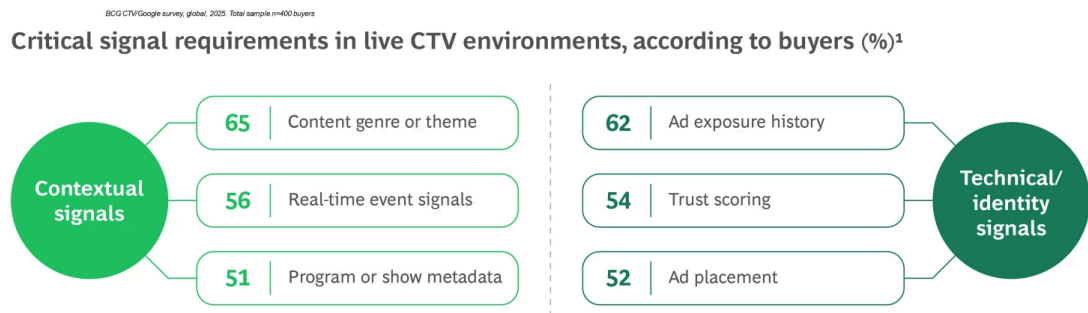 BCG CTV/Google survey, global, 2025. Total sample n=400 buyers
Critical signal requirements in live CTV environments, according to buyers (%)¹
Contextual
signals
65 Content genre or theme
56 Real-time event signals
51 Program or show metadata
62 Ad exposure history
54 Trust scoring
52 Ad placement
Technical/
identity
signals